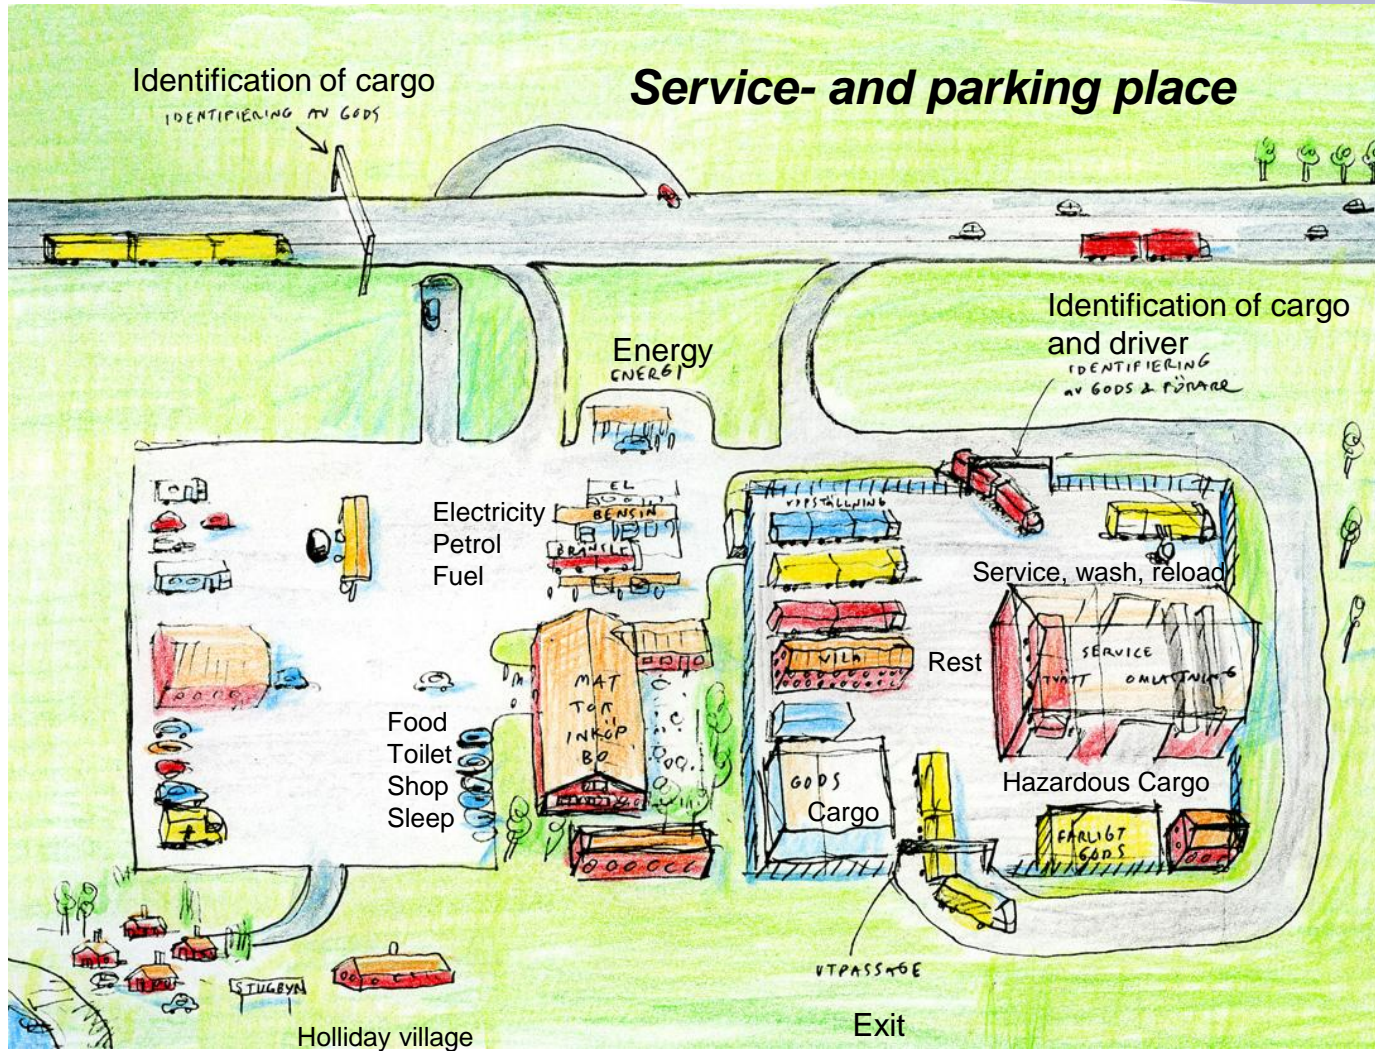 Service- and parking place
Identification of cargo
IDENTIFIERING AV GODS
Identification of cargo
and driver
IDENTIFIERING
AV GODS & FÖRARE
Energy
ENERGI
EL
BENSIN
BRÄNSLE
Electricity
Petrol
Fuel
UPPSTÄLLNING
Service, wash, reload
SERVICE
TVÄTT OMLASTNING
VILA
Rest
MAT
TOA
INKÖP
BO
Food
Toilet
Shop
Sleep
GODS
Cargo
Hazardous Cargo
FARLIGT
GODS
UTPASSAGE
Exit
STUGBYN
Holliday village